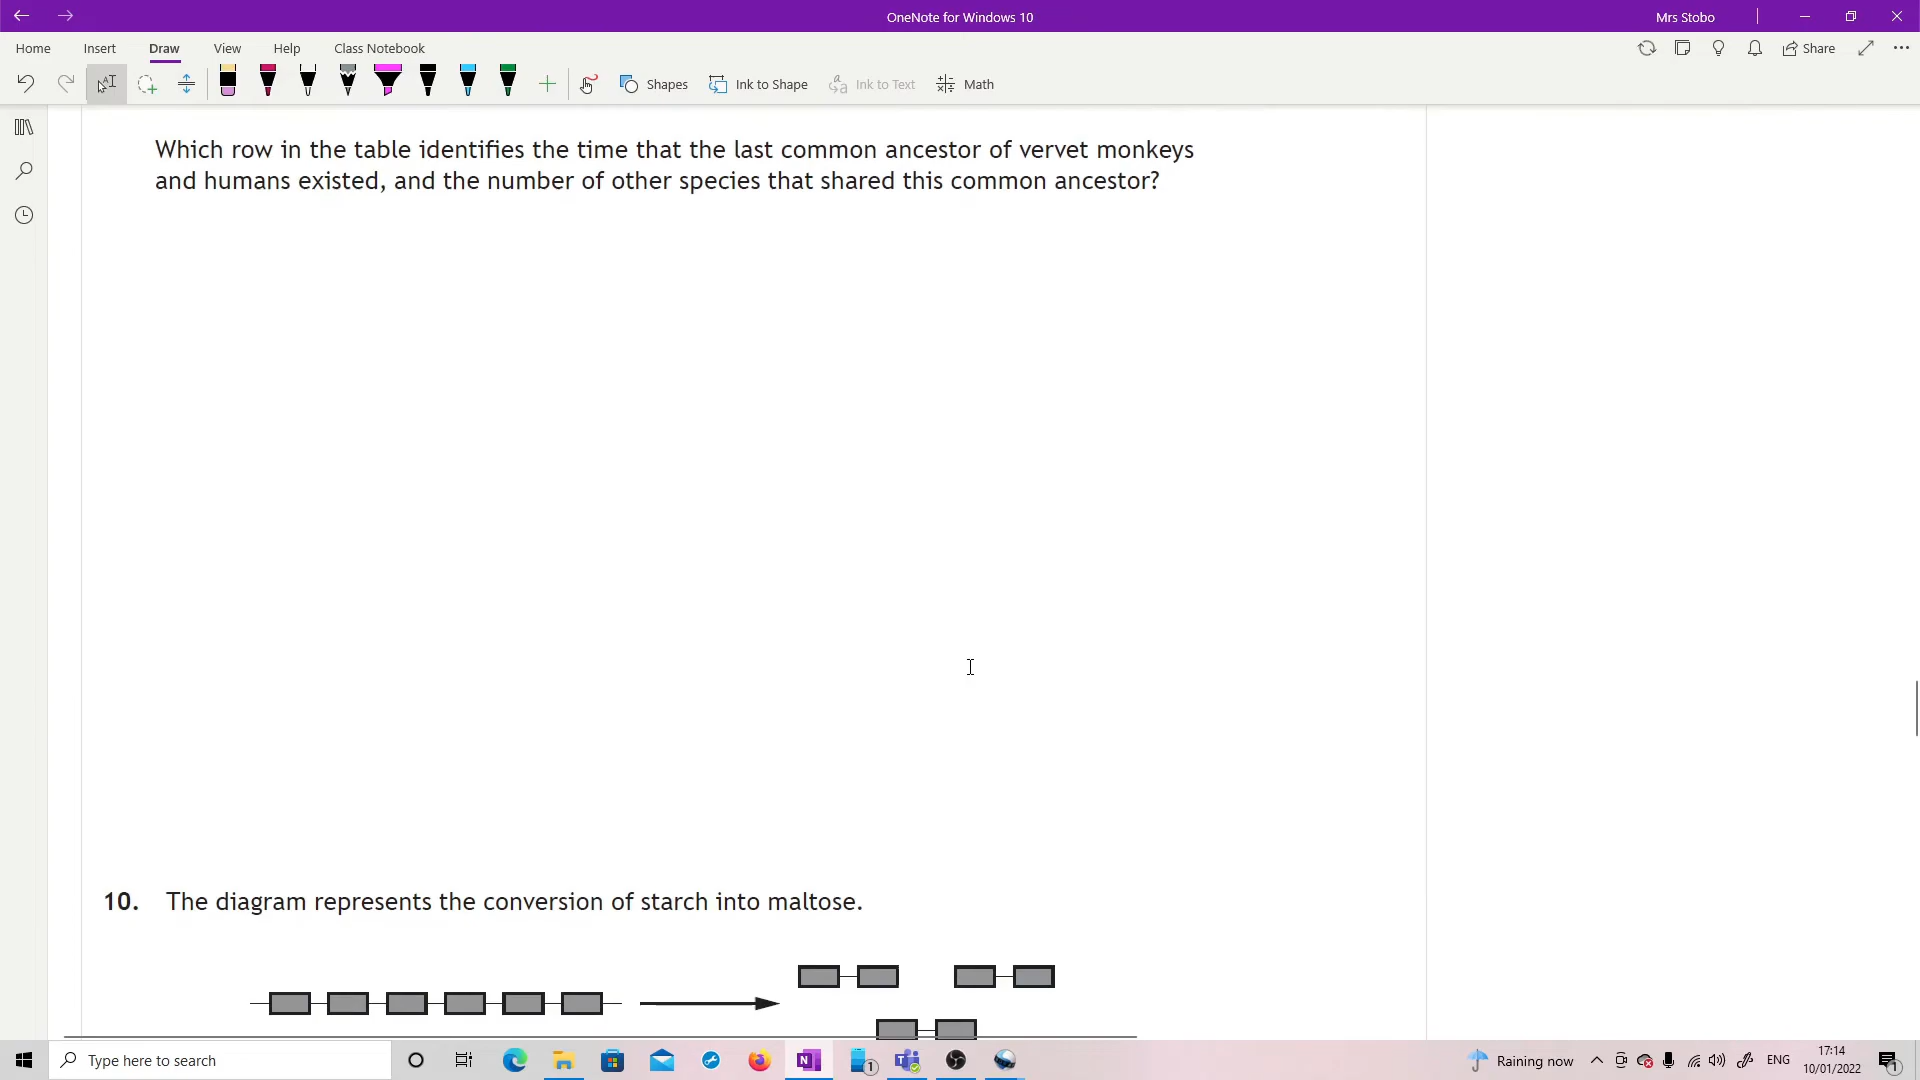 OneNote for Windows 10
Mrs Stobo
Home
Insert
Draw
View
Help
Class Notebook
Share
Shapes
Ink to Shape
Ink to Text
Math
Which row in the table identifies the time that the last common ancestor of vervet monkeys
and humans existed, and the number of other species that shared this common ancestor?
10. The diagram represents the conversion of starch into maltose.
Type here to search
Raining now
ENG
17:14
10/01/2022